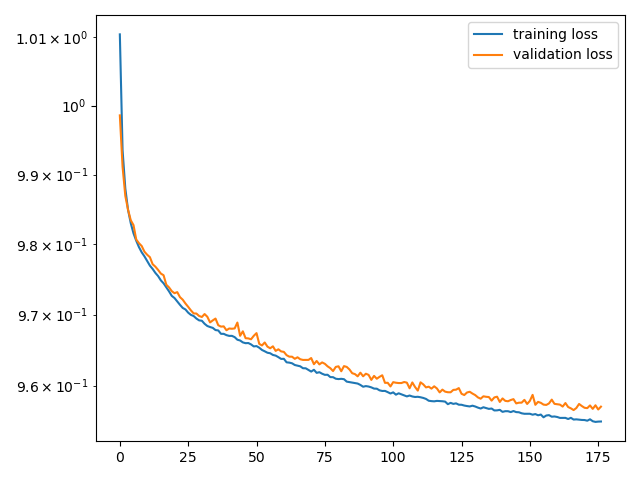 training loss
validation loss
1.01 × 10⁰
10⁰
9.9 × 10⁻¹
9.8 × 10⁻¹
9.7 × 10⁻¹
9.6 × 10⁻¹
0 25 50 75 100 125 150 175